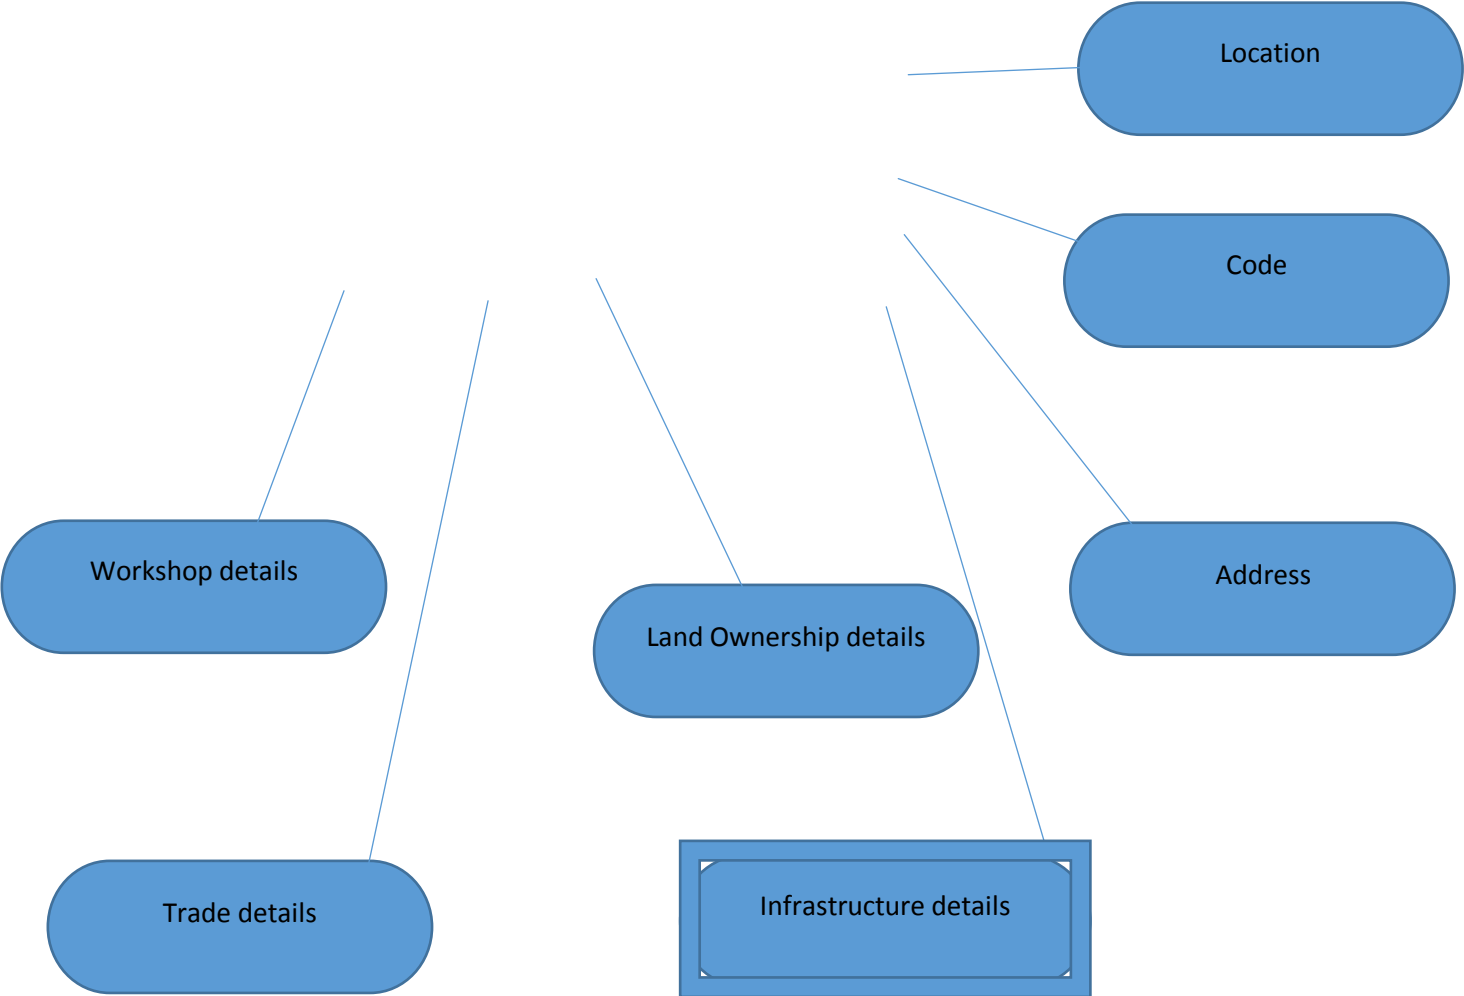 Location
Code
Workshop details
Address
Land Ownership details
Trade details
Infrastructure details